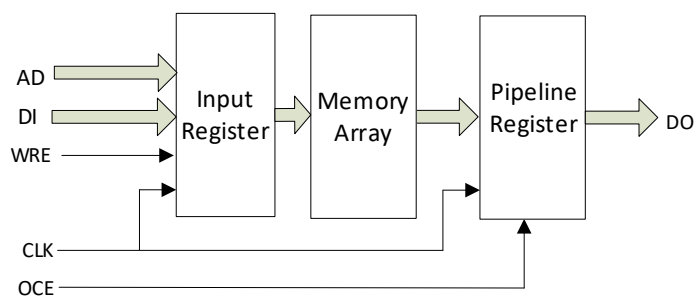 AD
DI
WRE
CLK
OCE
Input
Register
Memory
Array
Pipeline
Register
DO